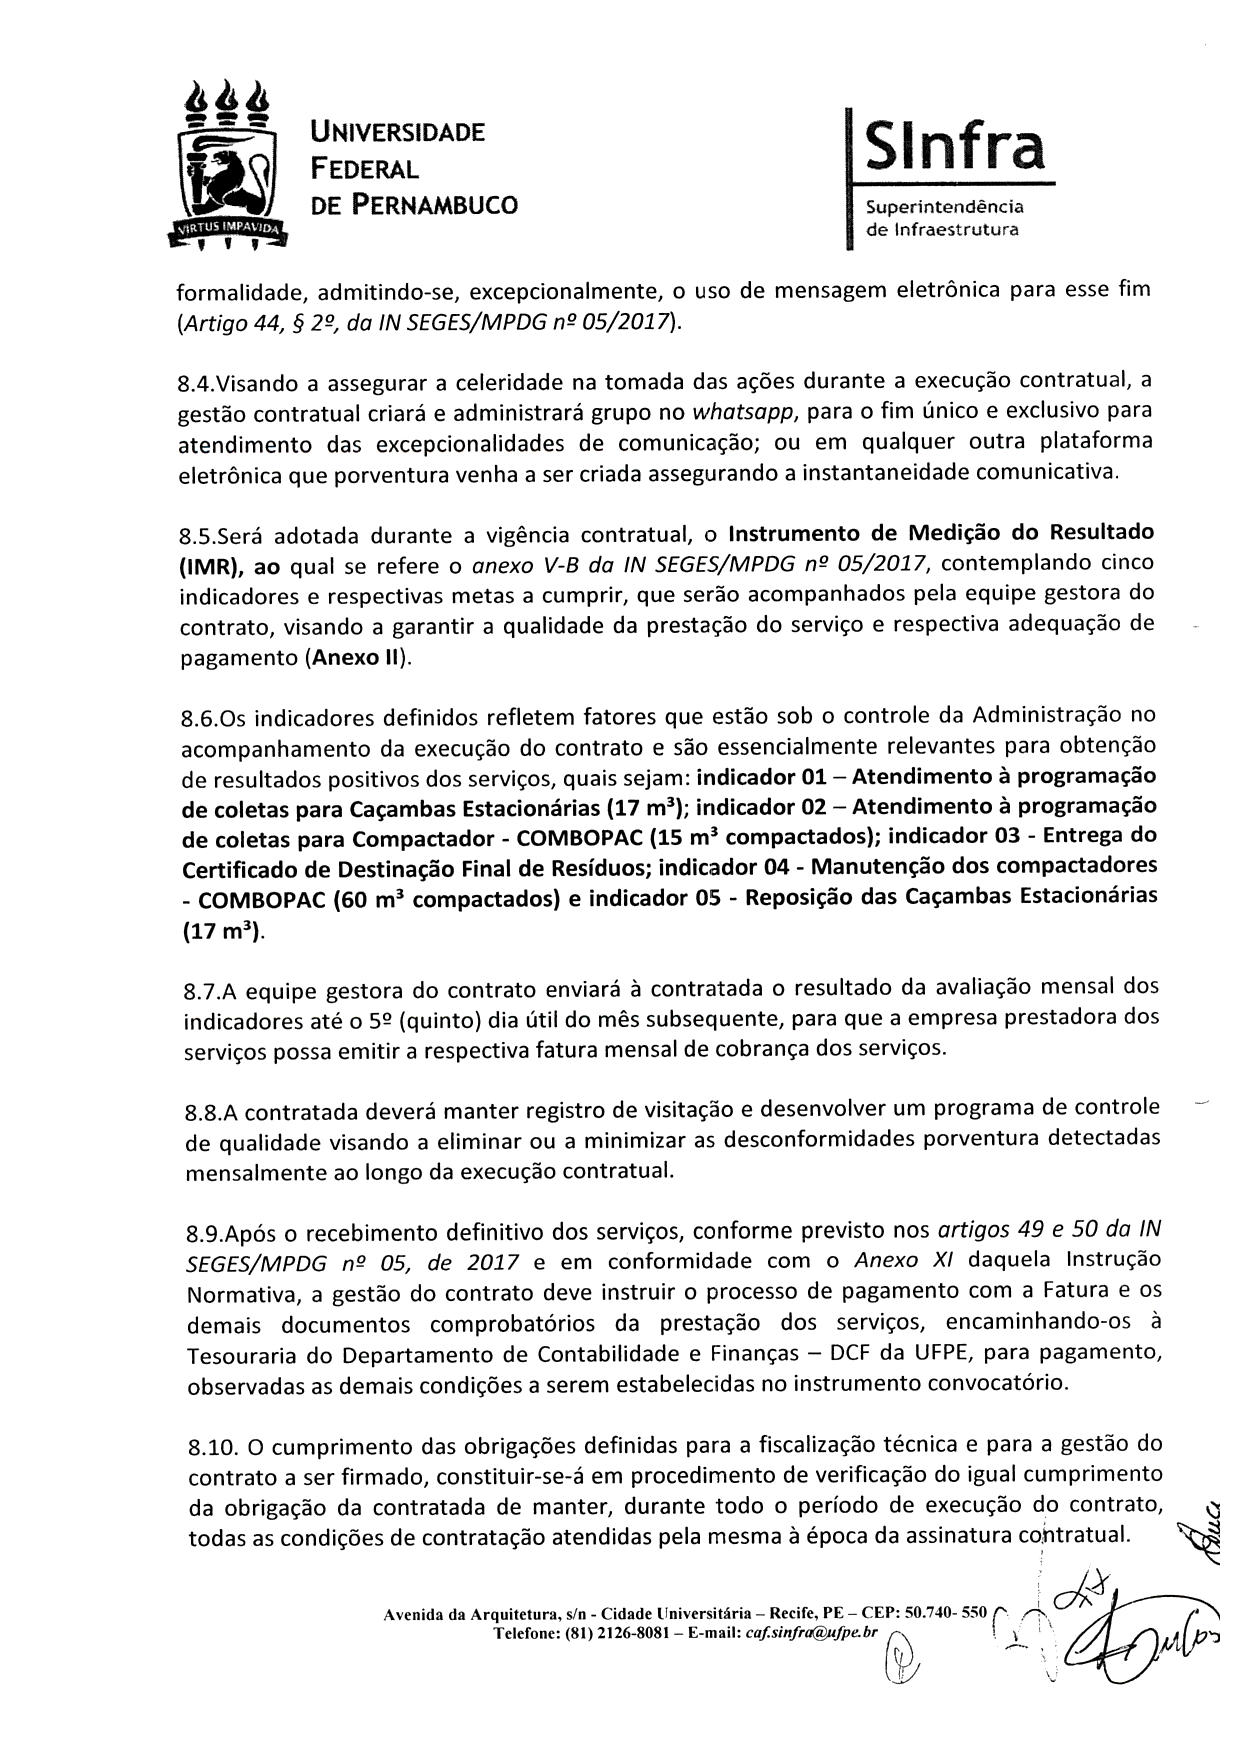 UNIVERSIDADE
FEDERAL
DE PERNAMBUCO
VIRTUS IMPAVIDA
SInfra
Superintendência
de Infraestrutura
formalidade, admitindo-se, excepcionalmente, o uso de mensagem eletrônica para esse fim
(Artigo 44, § 2º, da IN SEGES/MPDG nº 05/2017).
8.4.Visando a assegurar a celeridade na tomada das ações durante a execução contratual, a
gestão contratual criará e administrará grupo no whatsapp, para o fim único e exclusivo para
atendimento das excepcionalidades de comunicação; ou em qualquer outra plataforma
eletrônica que porventura venha a ser criada assegurando a instantaneidade comunicativa.
8.5.Será adotada durante a vigência contratual, o Instrumento de Medição do Resultado
(IMR), ao qual se refere o anexo V-B da IN SEGES/MPDG nº 05/2017, contemplando cinco
indicadores e respectivas metas a cumprir, que serão acompanhados pela equipe gestora do
contrato, visando a garantir a qualidade da prestação do serviço e respectiva adequação de
pagamento (Anexo II).
8.6.Os indicadores definidos refletem fatores que estão sob o controle da Administração no
acompanhamento da execução do contrato e são essencialmente relevantes para obtenção
de resultados positivos dos serviços, quais sejam: indicador 01 – Atendimento à programação
de coletas para Caçambas Estacionárias (17 m³); indicador 02 – Atendimento à programação
de coletas para Compactador - COMBOPAC (15 m³ compactados); indicador 03 - Entrega do
Certificado de Destinação Final de Resíduos; indicador 04 - Manutenção dos compactadores
- COMBOPAC (60 m³ compactados) e indicador 05 - Reposição das Caçambas Estacionárias
(17 m³).
8.7.A equipe gestora do contrato enviará à contratada o resultado da avaliação mensal dos
indicadores até o 5º (quinto) dia útil do mês subsequente, para que a empresa prestadora dos
serviços possa emitir a respectiva fatura mensal de cobrança dos serviços.
8.8.A contratada deverá manter registro de visitação e desenvolver um programa de controle
de qualidade visando a eliminar ou a minimizar as desconformidades porventura detectadas
mensalmente ao longo da execução contratual.
8.9.Após o recebimento definitivo dos serviços, conforme previsto nos artigos 49 e 50 da IN
SEGES/MPDG nº 05, de 2017 e em conformidade com o Anexo XI daquela Instrução
Normativa, a gestão do contrato deve instruir o processo de pagamento com a Fatura e os
demais documentos comprobatórios da prestação dos serviços, encaminhando-os à
Tesouraria do Departamento de Contabilidade e Finanças – DCF da UFPE, para pagamento,
observadas as demais condições a serem estabelecidas no instrumento convocatório.
8.10. O cumprimento das obrigações definidas para a fiscalização técnica e para a gestão do
contrato a ser firmado, constituir-se-á em procedimento de verificação do igual cumprimento
da obrigação da contratada de manter, durante todo o período de execução do contrato,
todas as condições de contratação atendidas pela mesma à época da assinatura contratual.
Avenida da Arquitetura, s/n - Cidade Universitária – Recife, PE – CEP: 50.740- 550
Telefone: (81) 2126-8081 – E-mail: caf.sinfra@ufpe.br